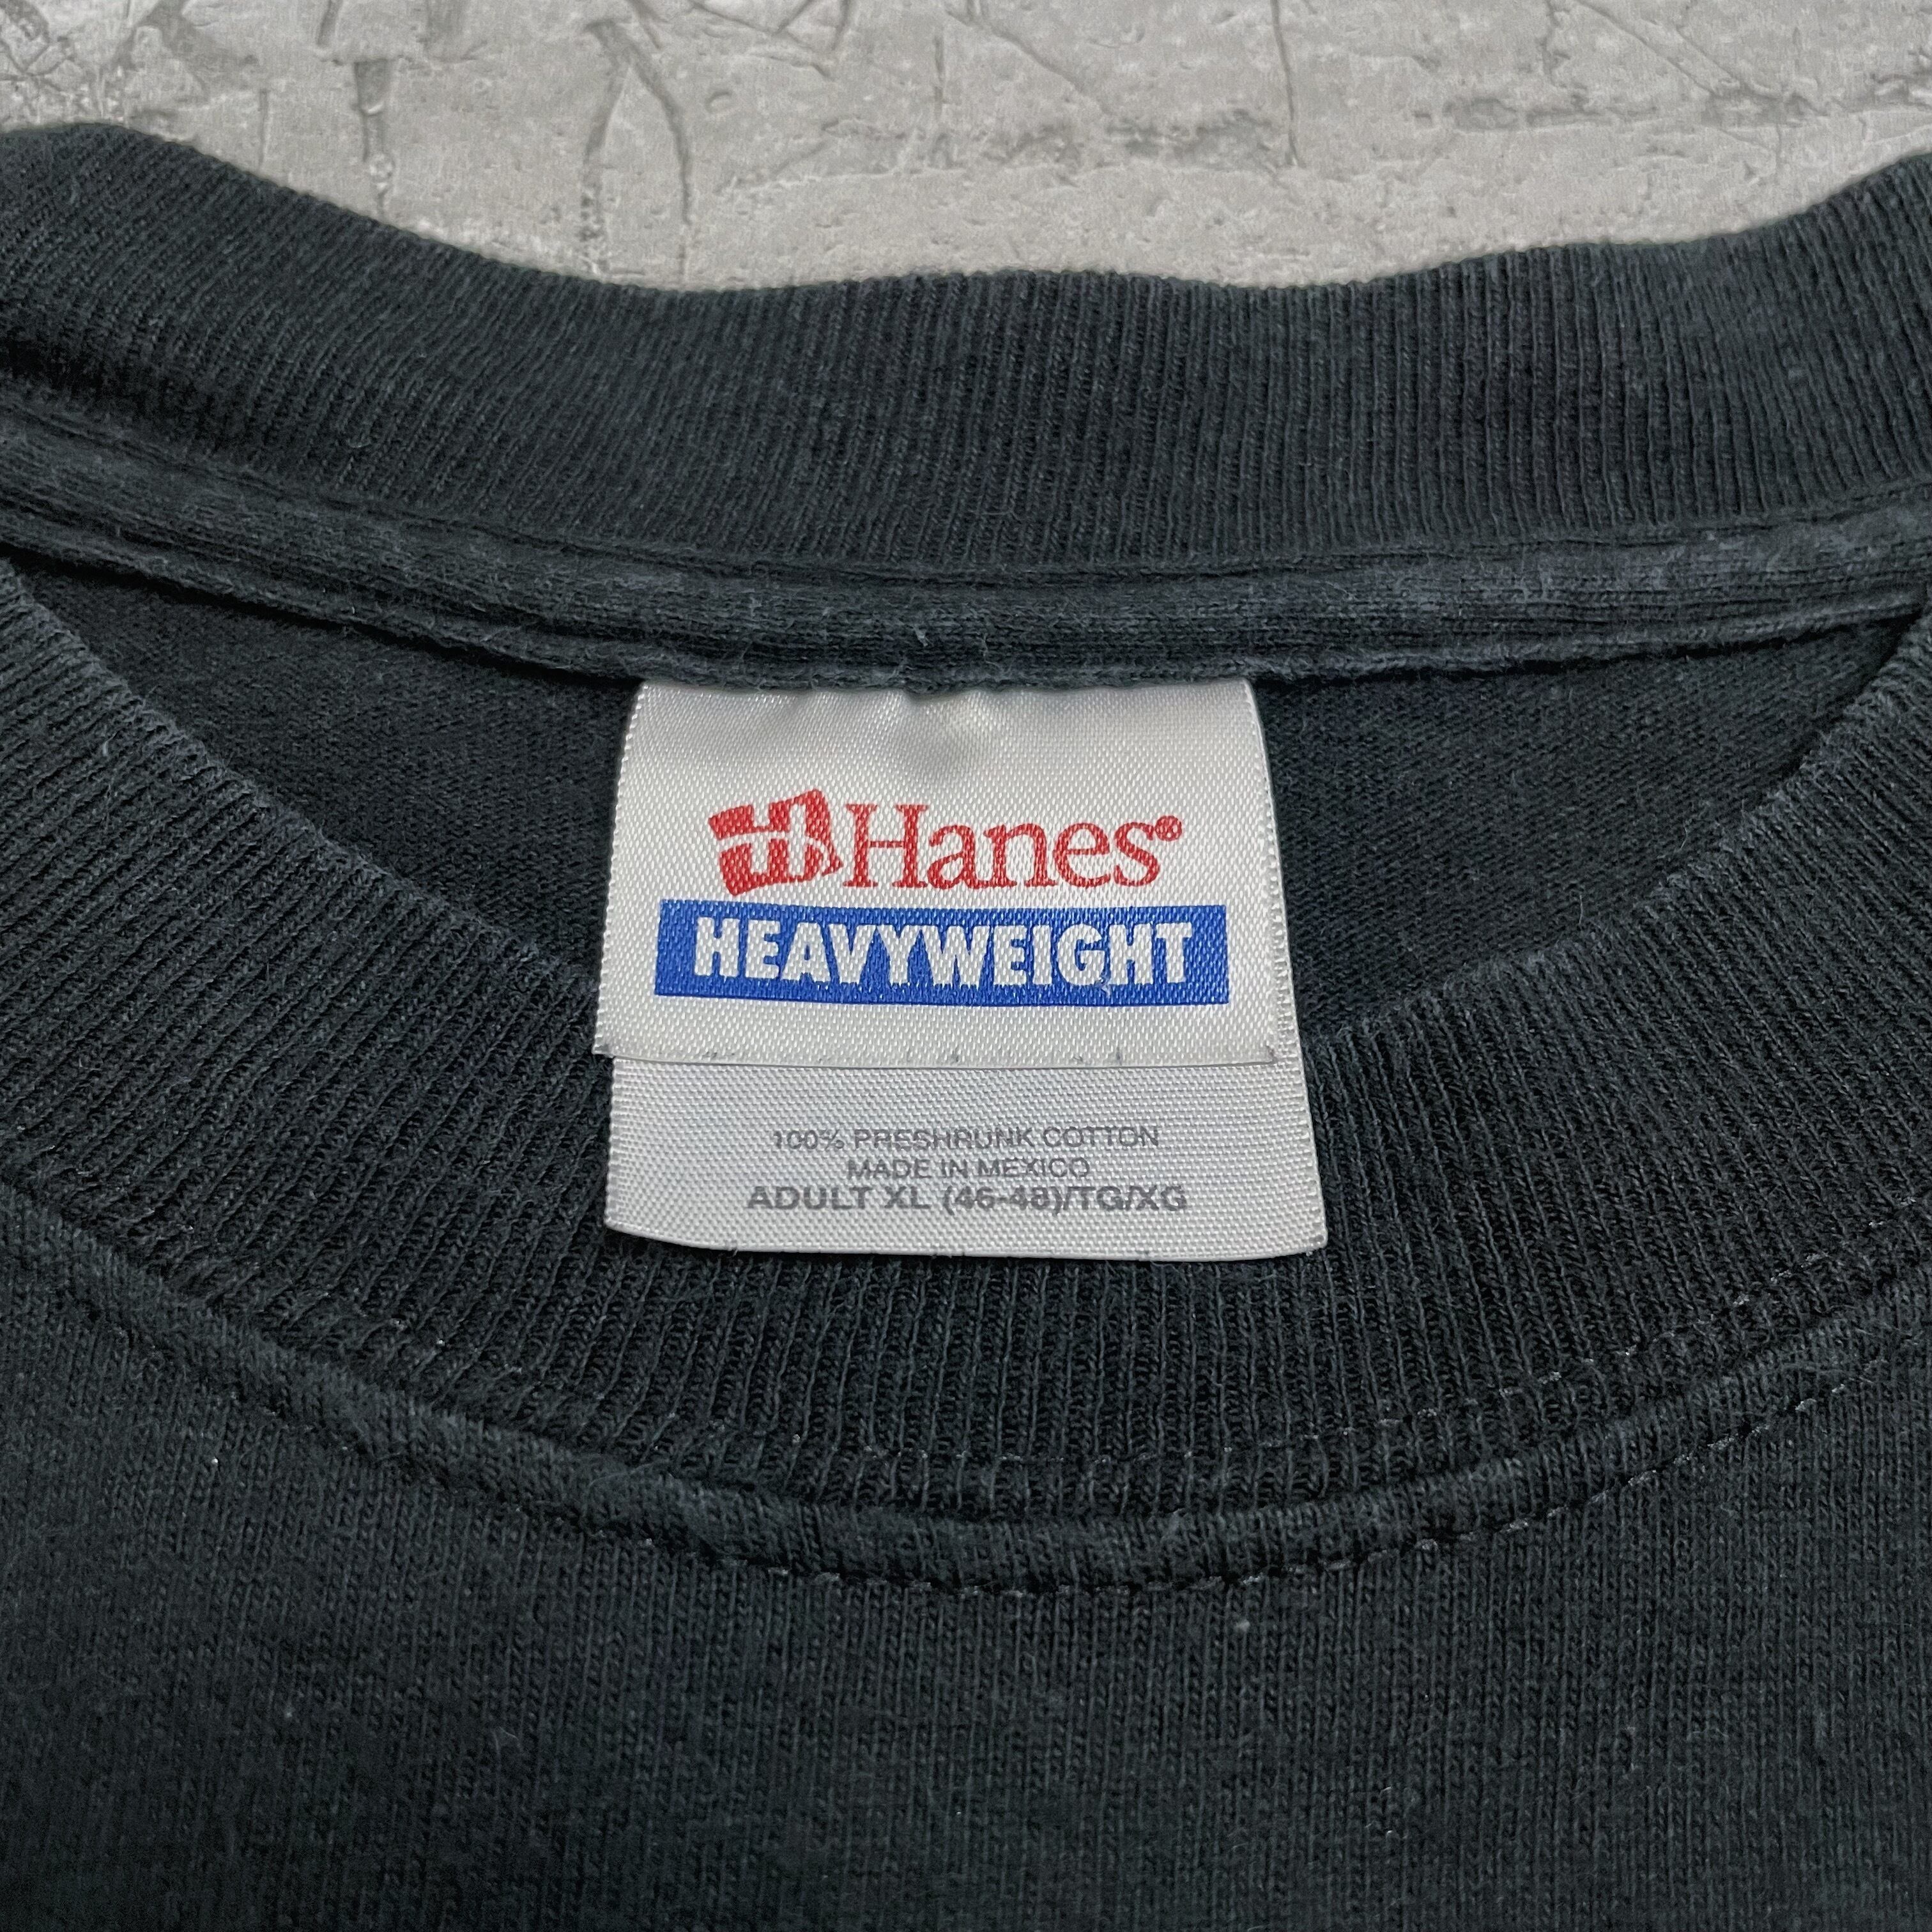 Hanes®
HEAVYWEIGHT
100% PRESHRUNK COTTON
MADE IN MEXICO
ADULT XL (46-48)/TG/XG